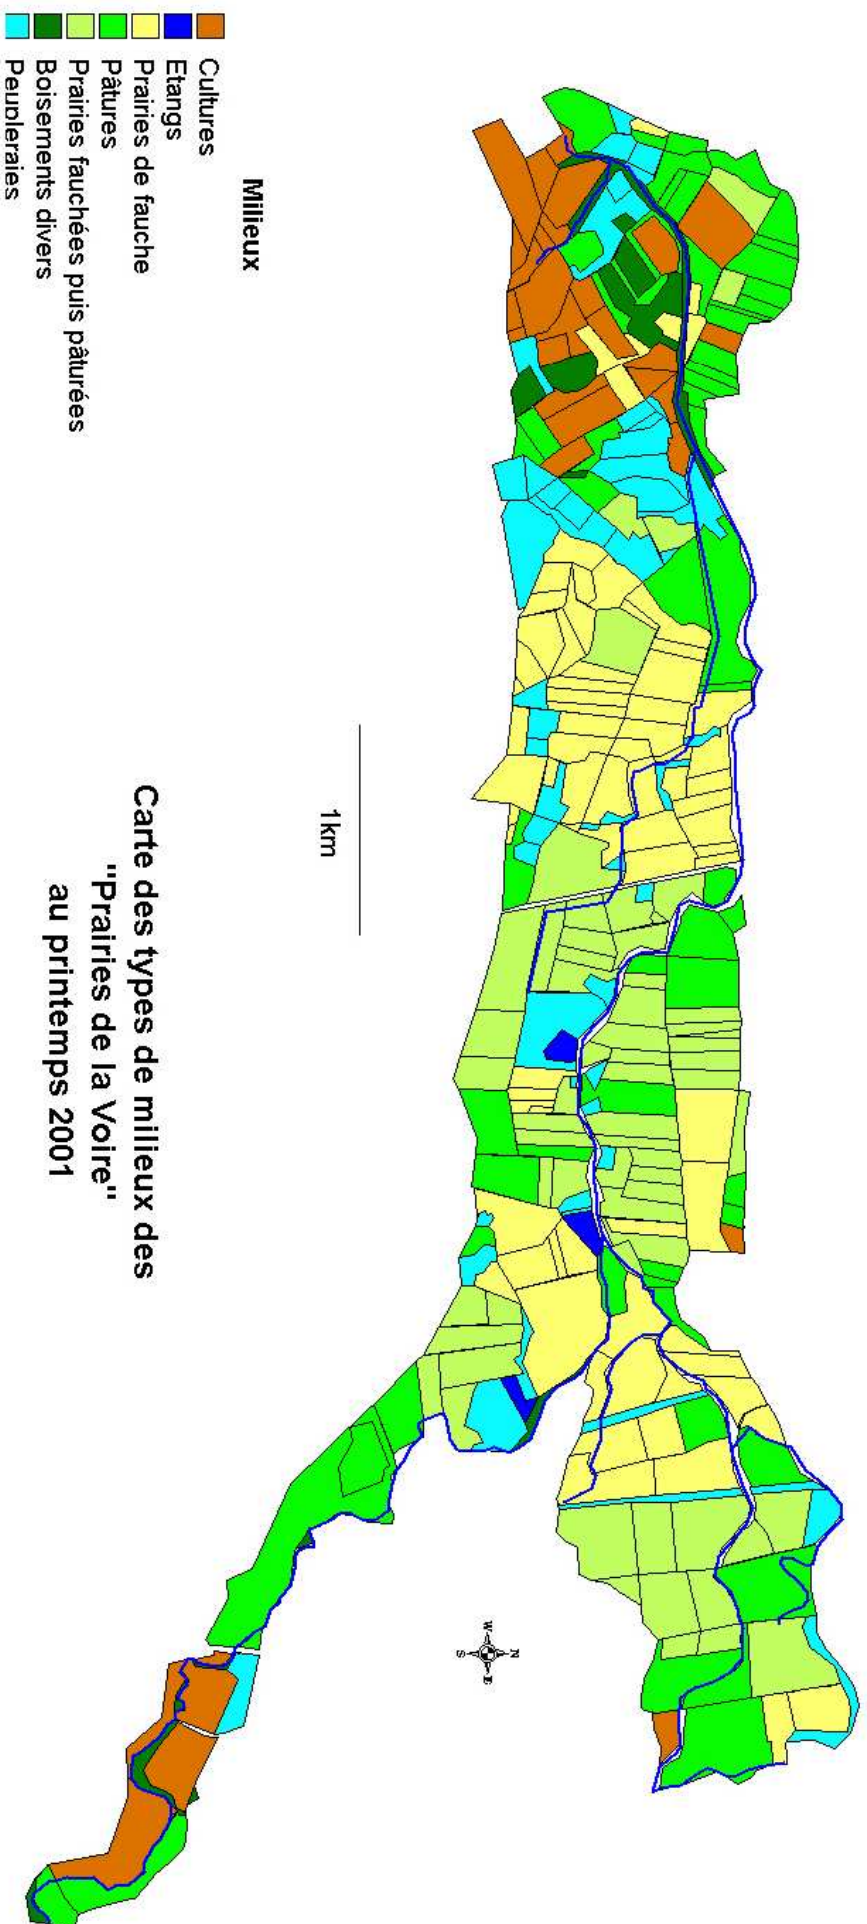 Milieux
Cultures
Etangs
Prairies de fauche
Pâtures
Prairies fauchées puis pâturées
Boisements divers
Peupleraies
1km
Carte des types de milieux des
"Prairies de la Voire"
au printemps 2001
N
W
E
S